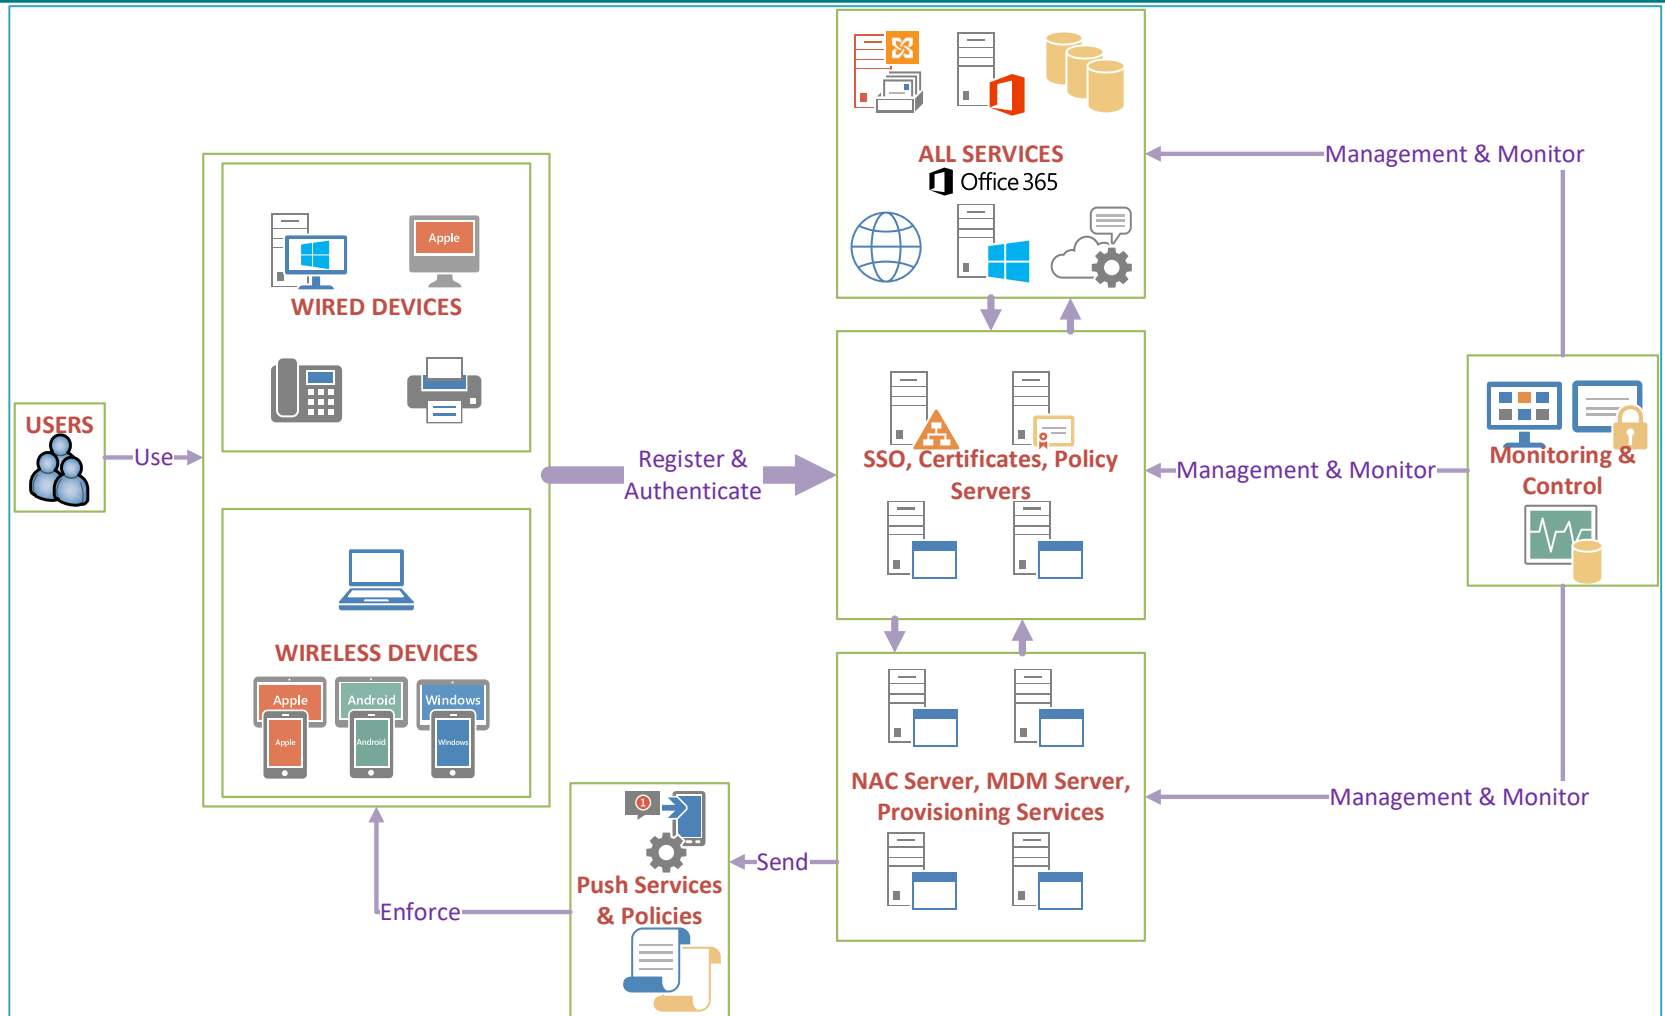 ALL SERVICES
Office 365
Management & Monitor
Apple
WIRED DEVICES
USERS
Use
Register &
Authenticate
SSO, Certificates, Policy
Servers
Management & Monitor
Monitoring &
Control
WIRELESS DEVICES
Apple
Android
Windows
Apple
Android
Windows
NAC Server, MDM Server,
Provisioning Services
Management & Monitor
1
Send
Push Services
& Policies
Enforce